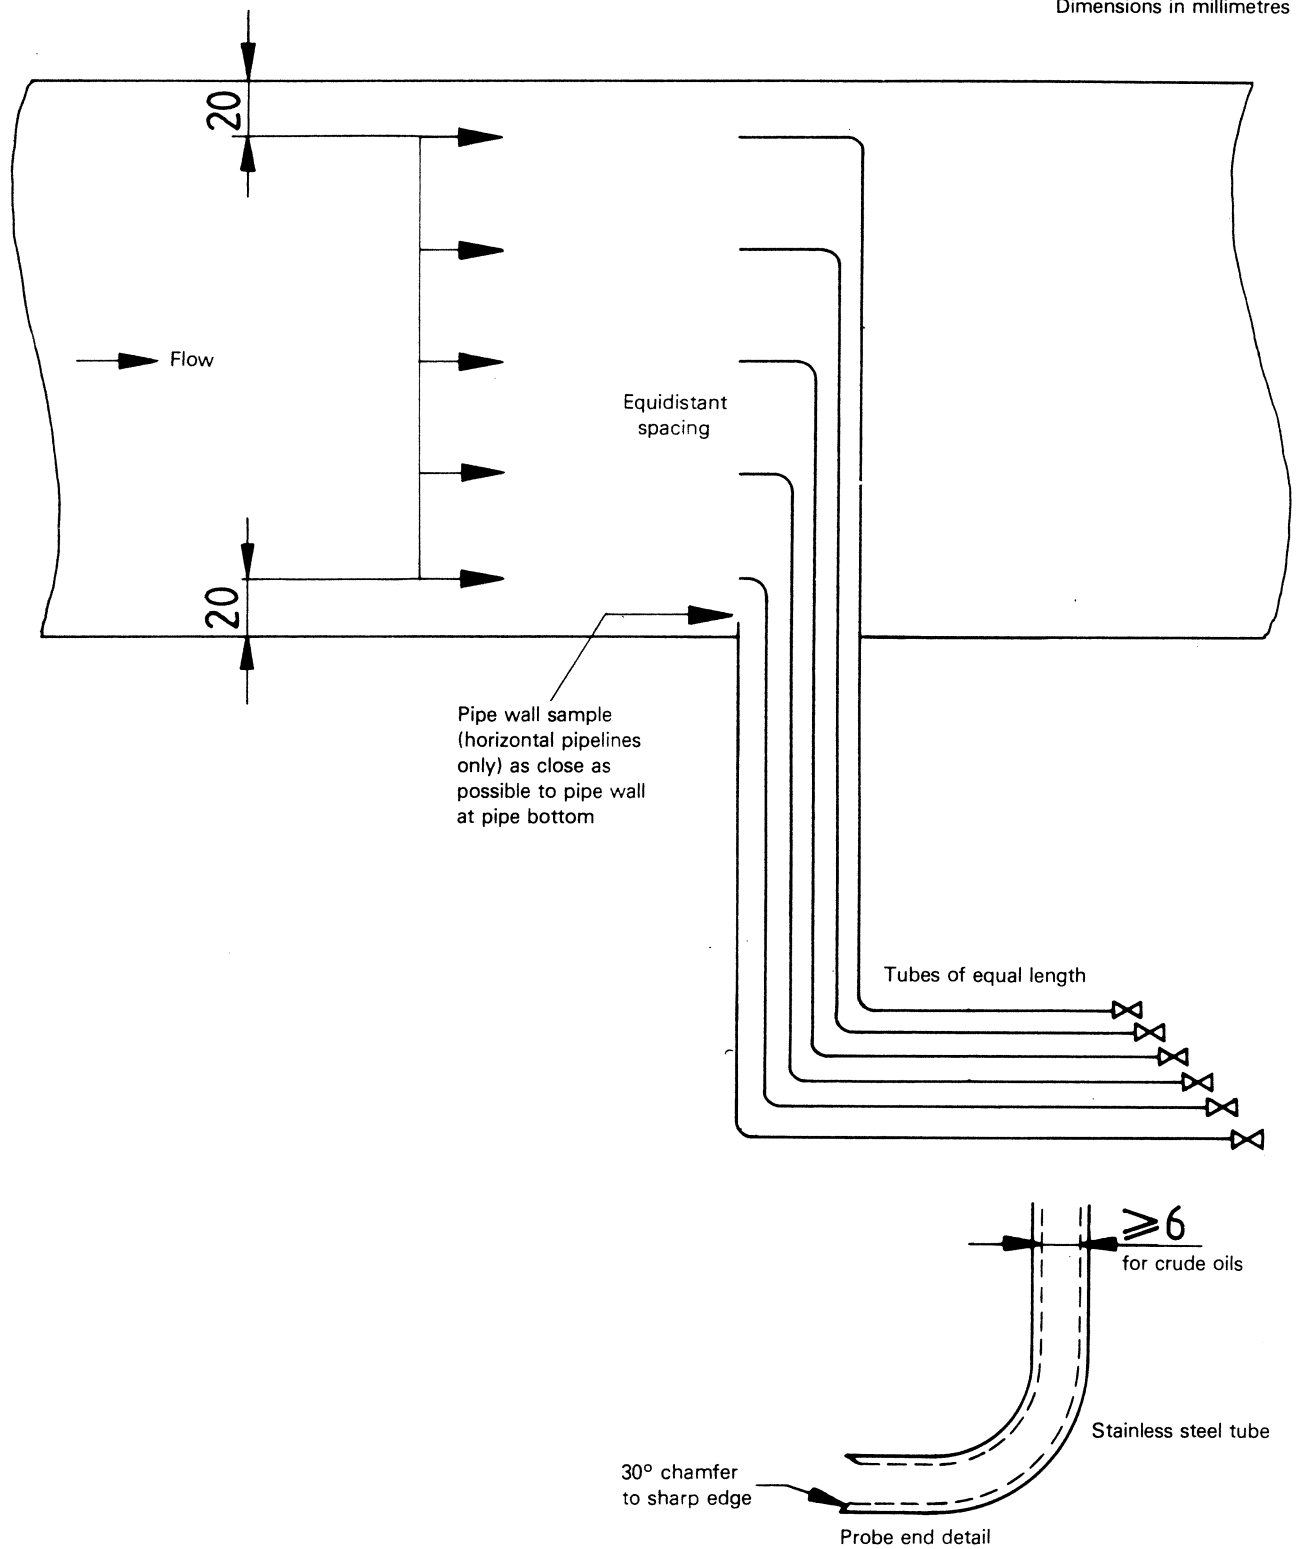 Dimensions in millimetres
20
Flow
Equidistant
spacing
20
Pipe wall sample
(horizontal pipelines
only) as close as
possible to pipe wall
at pipe bottom
Tubes of equal length
⩾6
for crude oils
Stainless steel tube
30° chamfer
to sharp edge
Probe end detail